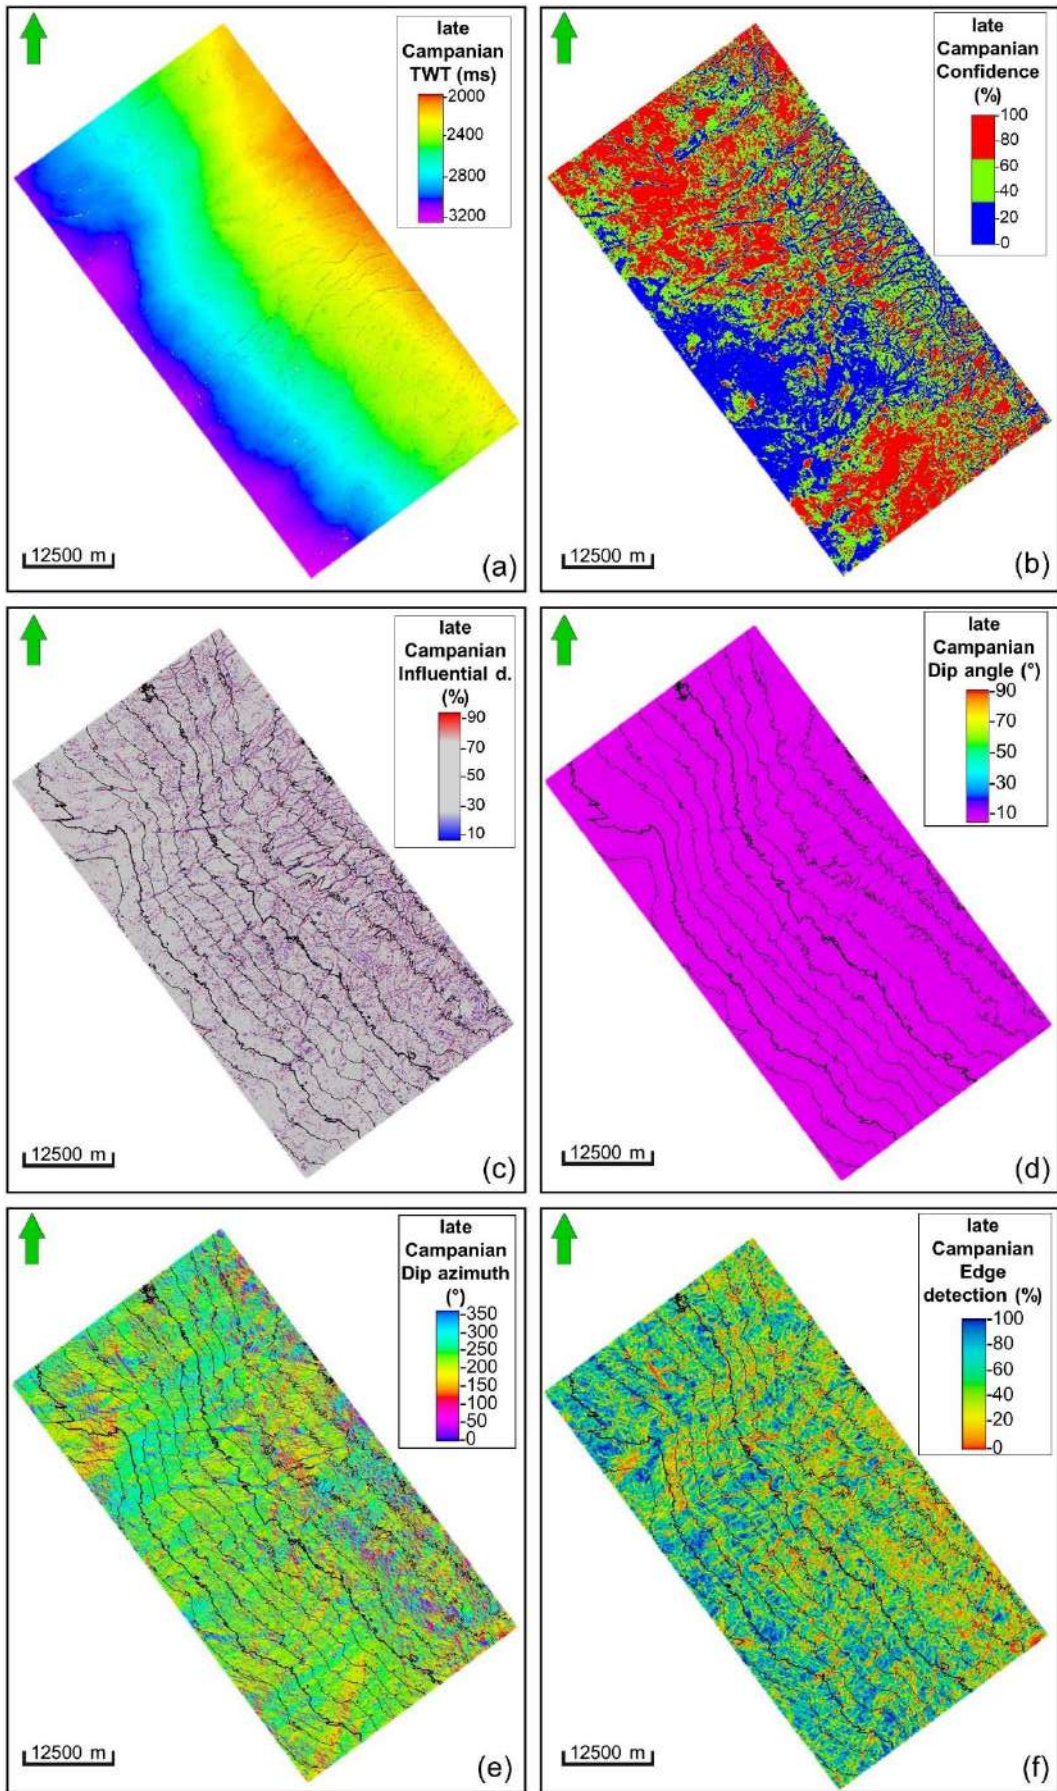 late
Campanian
TWT (ms)
-2000
-2400
-2800
-3200
12500 m
(a)
late
Campanian
Confidence
(%)
100
80
60
40
20
0
12500 m
(b)
late
Campanian
Influential d.
(%)
-90
-70
-50
-30
-10
12500 m
(c)
late
Campanian
Dip angle (°)
-90
-70
-50
-30
-10
12500 m
(d)
late
Campanian
Dip azimuth
(°)
-350
-300
-250
-200
-150
-100
-50
-0
12500 m
(e)
late
Campanian
Edge
detection (%)
-100
-80
-60
-40
-20
-0
12500 m
(f)